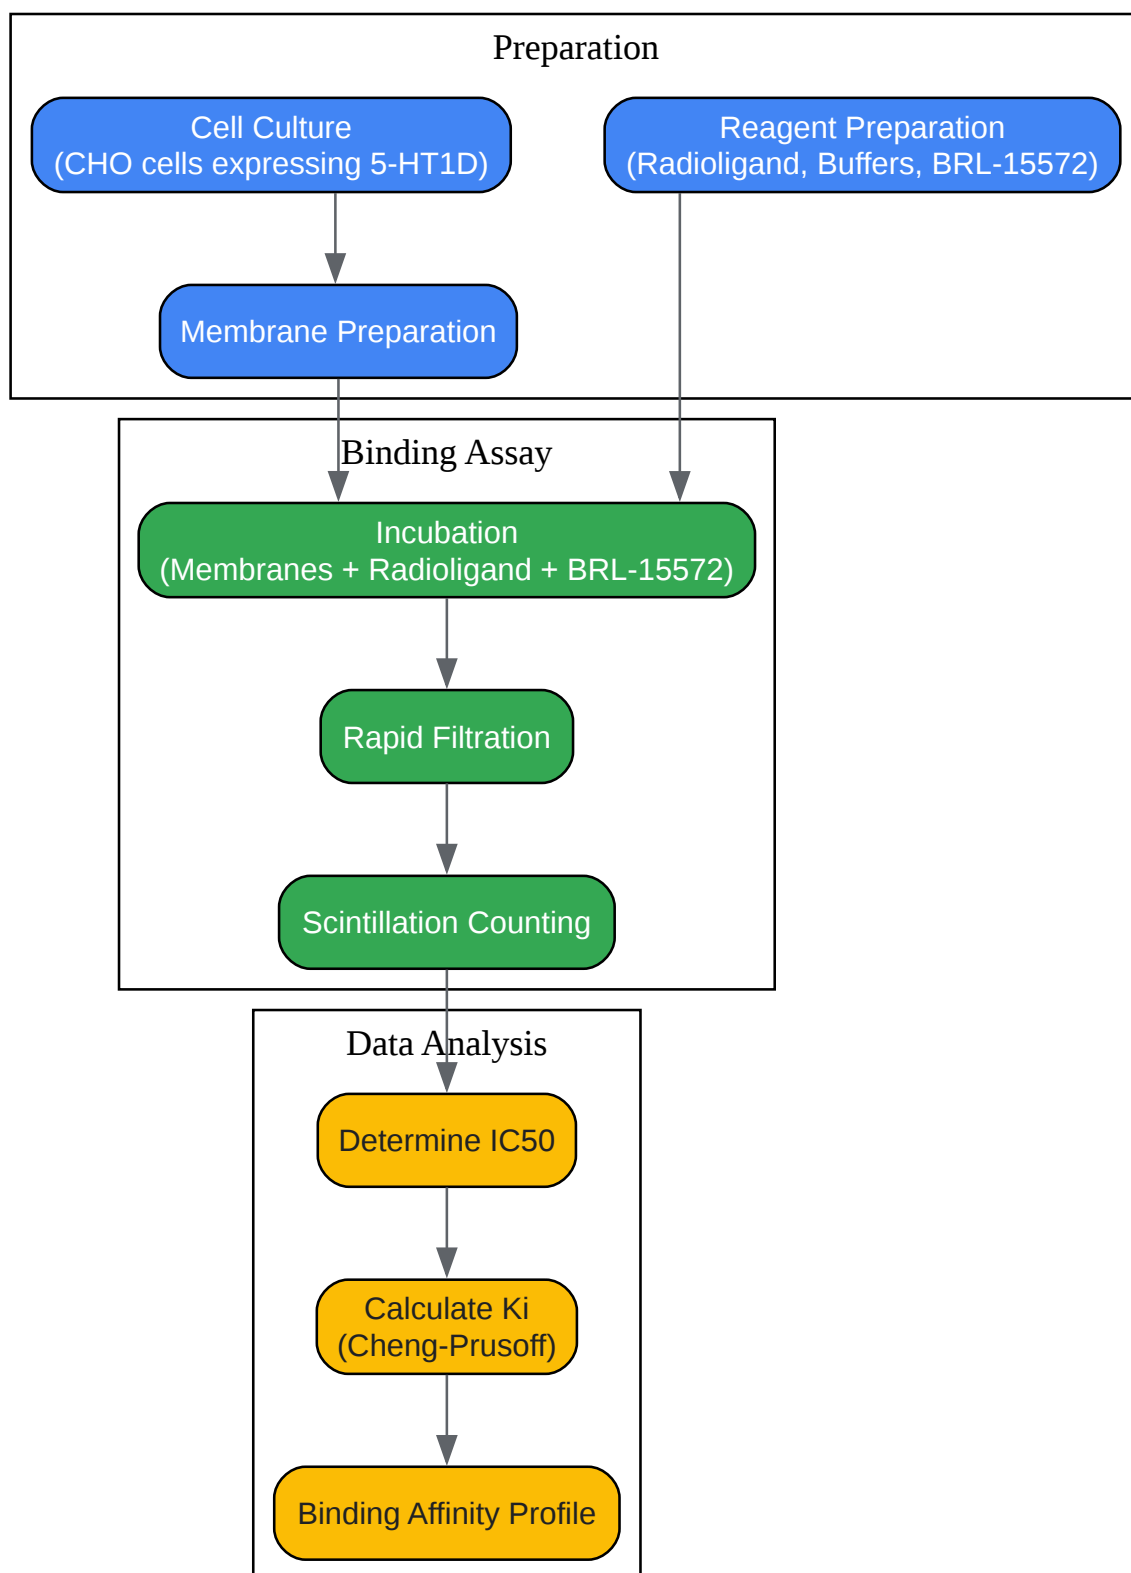 Preparation
Cell Culture
(CHO cells expressing 5-HT1D)
Reagent Preparation
(Radioligand, Buffers, BRL-15572)
Membrane Preparation
Binding Assay
Incubation
(Membranes + Radioligand + BRL-15572)
Rapid Filtration
Scintillation Counting
Data Analysis
Determine IC50
Calculate Ki
(Cheng-Prusoff)
Binding Affinity Profile